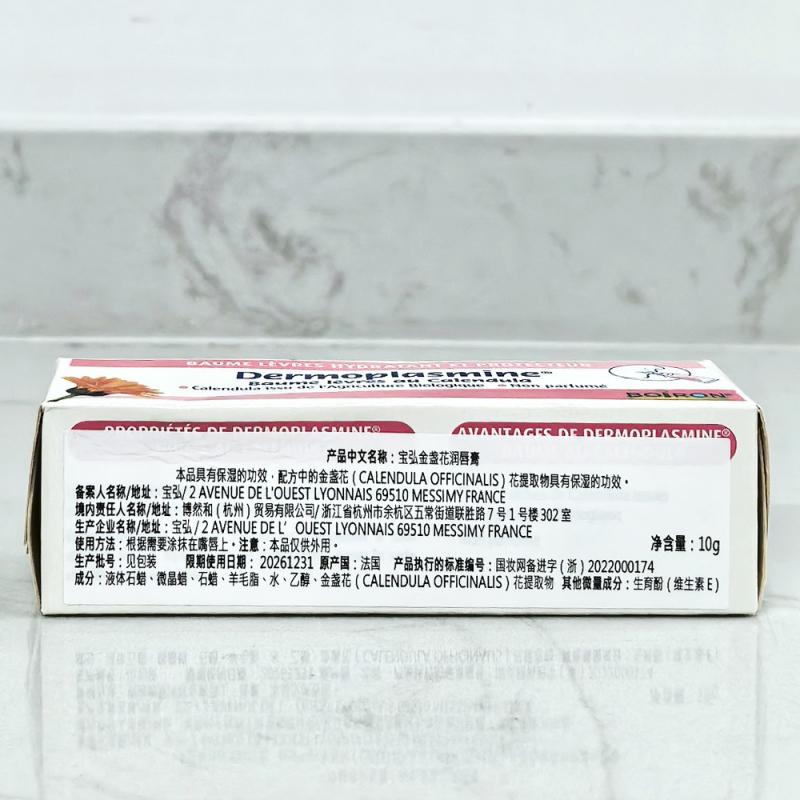 BAUME LÈVRES HYDRATANT ET PROTECTEUR
Dermoplasmine®
Baume lèvres au Calendula
• Calendula issu de l'Agriculture Biologique • Non parfumé
BOIRON
PROPRIÉTÉS DE DERMOPLASMINE®
AVANTAGES DE DERMOPLASMINE®
产品中文名称：宝弘金盏花润唇膏
本品具有保湿的功效，配方中的金盏花 ( CALENDULA OFFICINALIS ) 花提取物具有保湿的功效。
备案人名称/地址：宝弘/ 2 AVENUE DE L'OUEST LYONNAIS 69510 MESSIMY FRANCE
境内责任人名称/地址：博然和 ( 杭州 ) 贸易有限公司/ 浙江省杭州市余杭区五常街道联胜路 7 号 1 号楼 302 室
生产企业名称/地址：宝弘 / 2 AVENUE DE L' OUEST LYONNAIS 69510 MESSIMY FRANCE
使用方法：根据需要涂抹在嘴唇上。注意：本品仅供外用。 净含量：10g
生产批号：见包装 限期使用日期：20261231 原产国：法国 产品执行的标准编号：国妆网备进字 ( 浙 ) 2022000174
成分：液体石蜡、微晶蜡、石蜡、羊毛脂、水、乙醇、金盏花 ( CALENDULA OFFICINALIS ) 花提取物 其他微量成分：生育酚 ( 维生素 E )